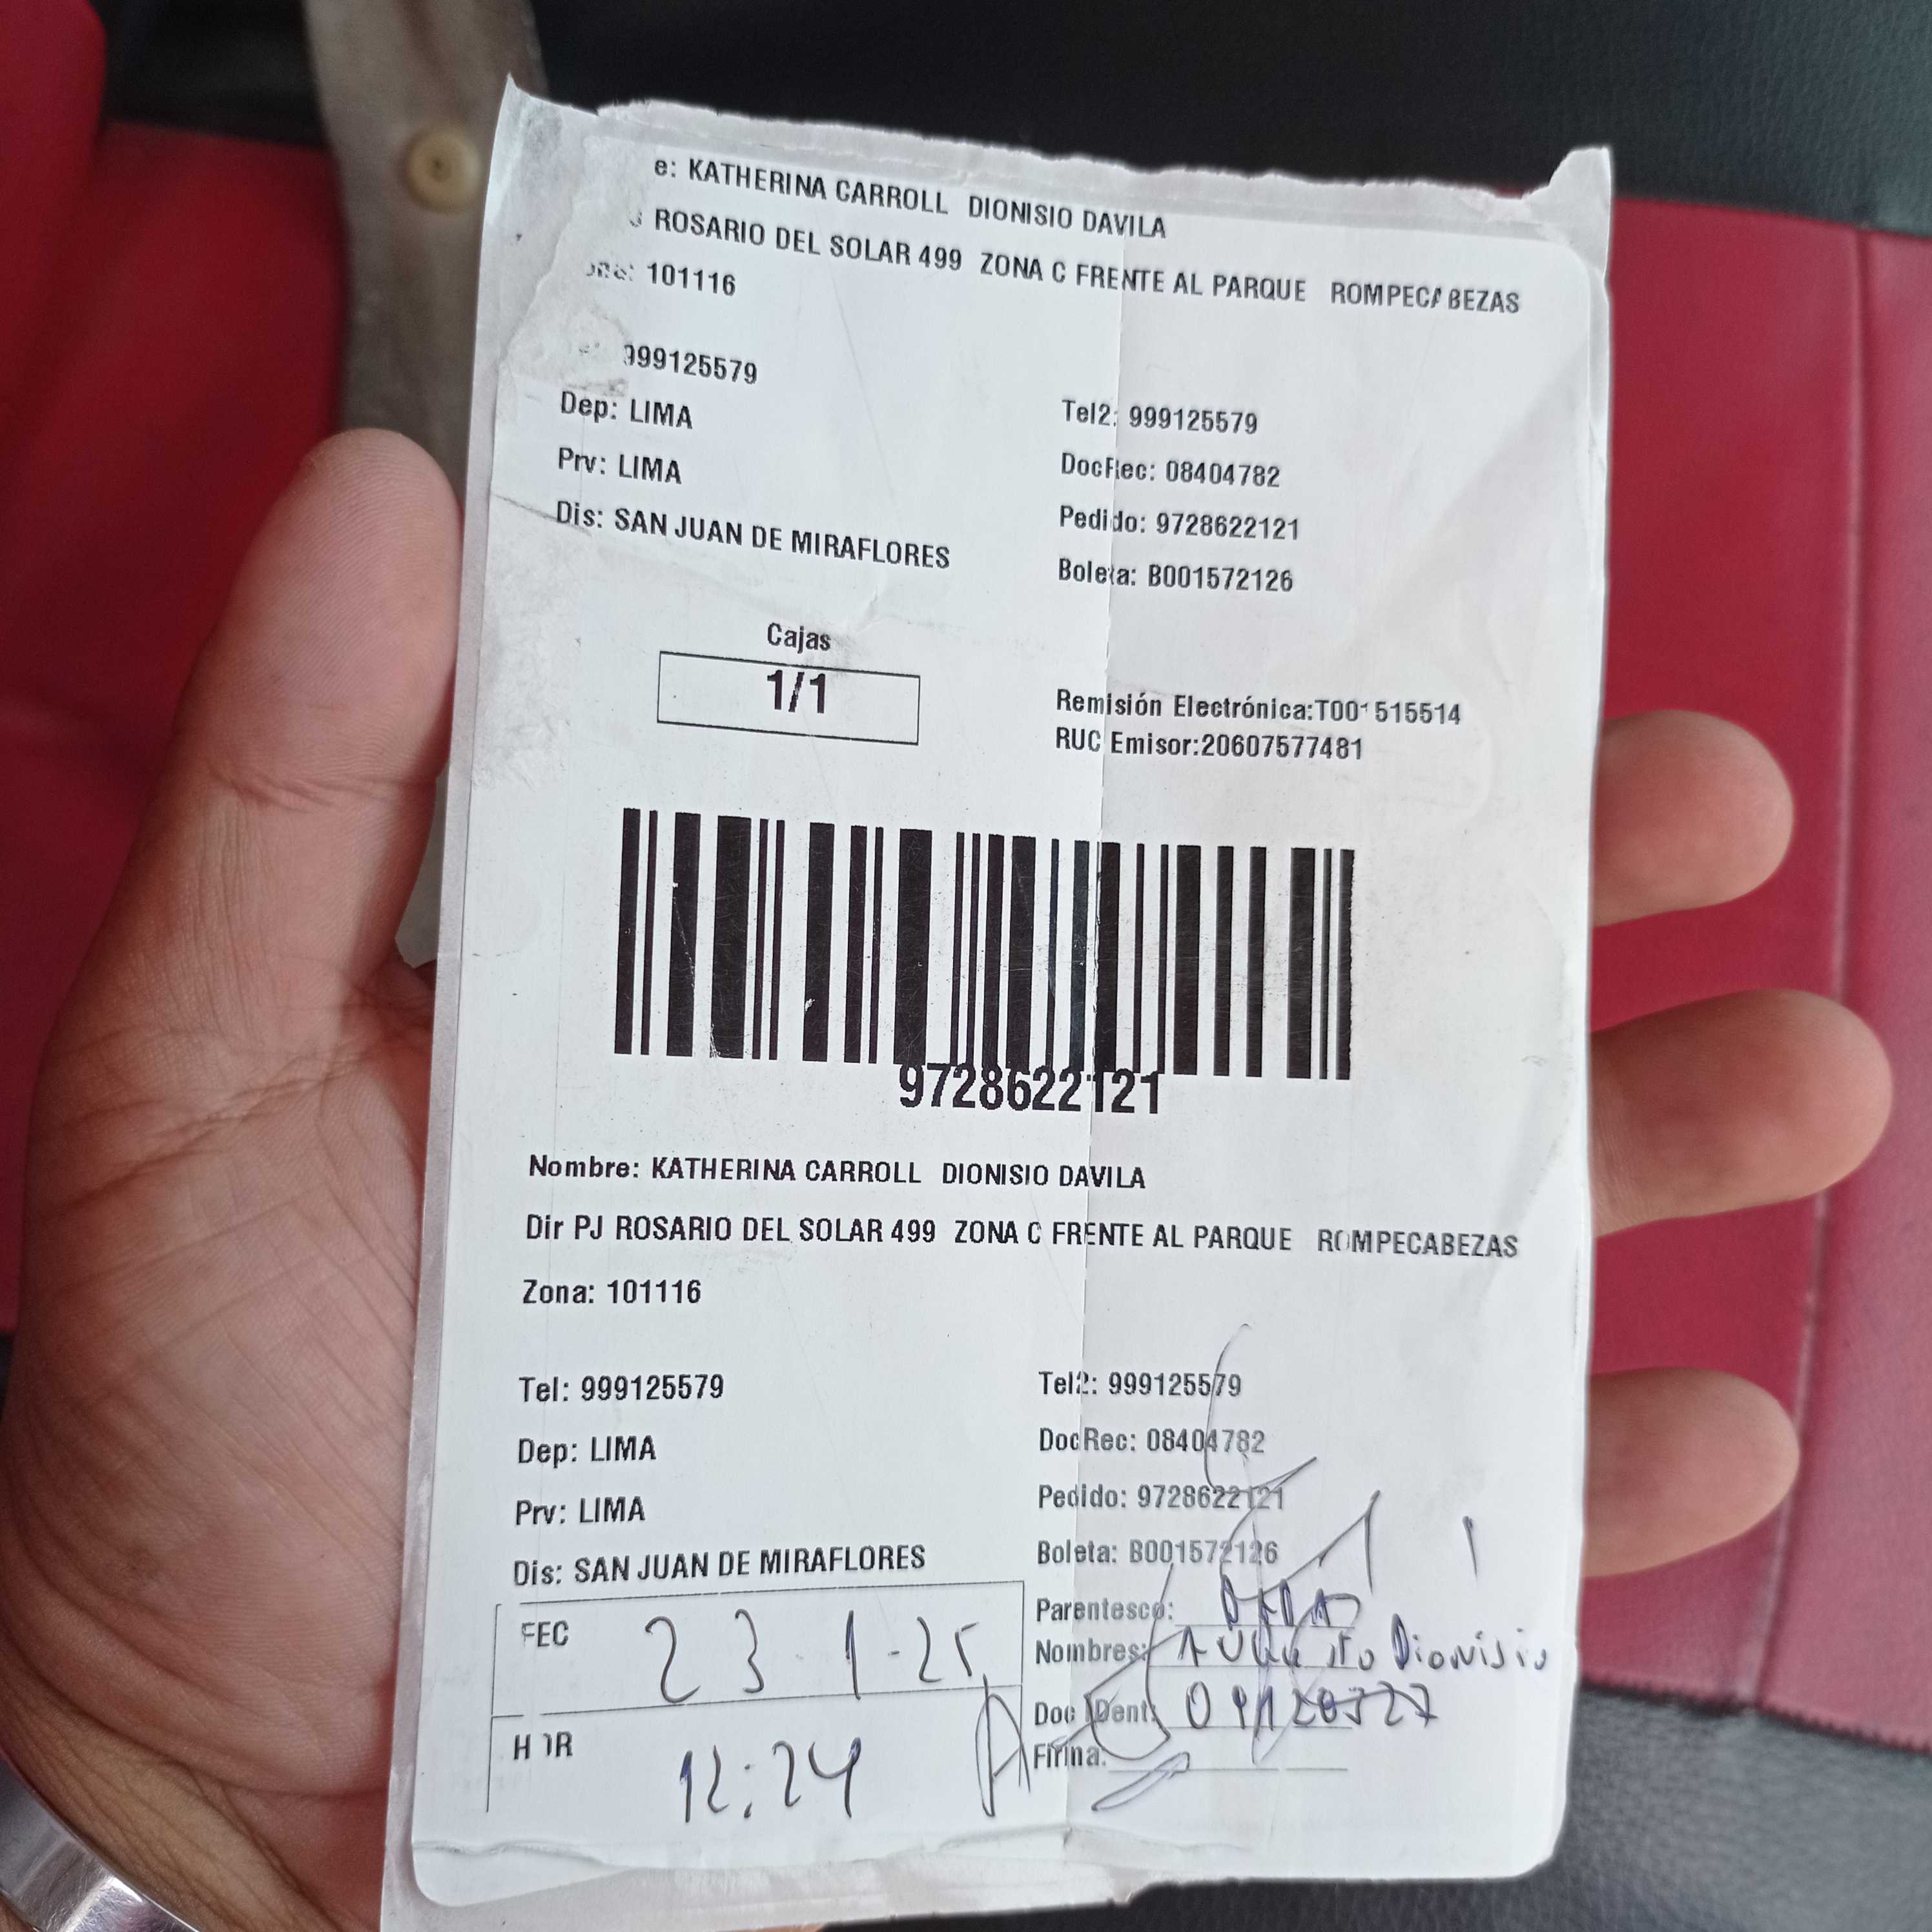 e: KATHERINA CARROLL DIONISIO DAVILA
ROSARIO DEL SOLAR 499 ZONA C FRENTE AL PARQUE ROMPECABEZAS
101116
999125579
Dep: LIMA
Tel2: 999125579
Prv: LIMA
DocRec: 08404782
Dis: SAN JUAN DE MIRAFLORES
Pedido: 9728622121
Boleta: B001572126
Cajas
1/1
Remisión Electrónica:T001515514
RUC Emisor:20607577481
9728622121
Nombre: KATHERINA CARROLL DIONISIO DAVILA
Dir PJ ROSARIO DEL SOLAR 499 ZONA C FRENTE AL PARQUE ROMPECABEZAS
Zona: 101116
Tel: 999125579
Tel2: 999125579
Dep: LIMA
DocRec: 08404782
Prv: LIMA
Pedido: 9728622121
Dis: SAN JUAN DE MIRAFLORES
Boleta: B001572126
FEC 23 1-25
Parentesco:
Nombres: Dionisio
Doc Ident:
HOR 12:24
Firma: